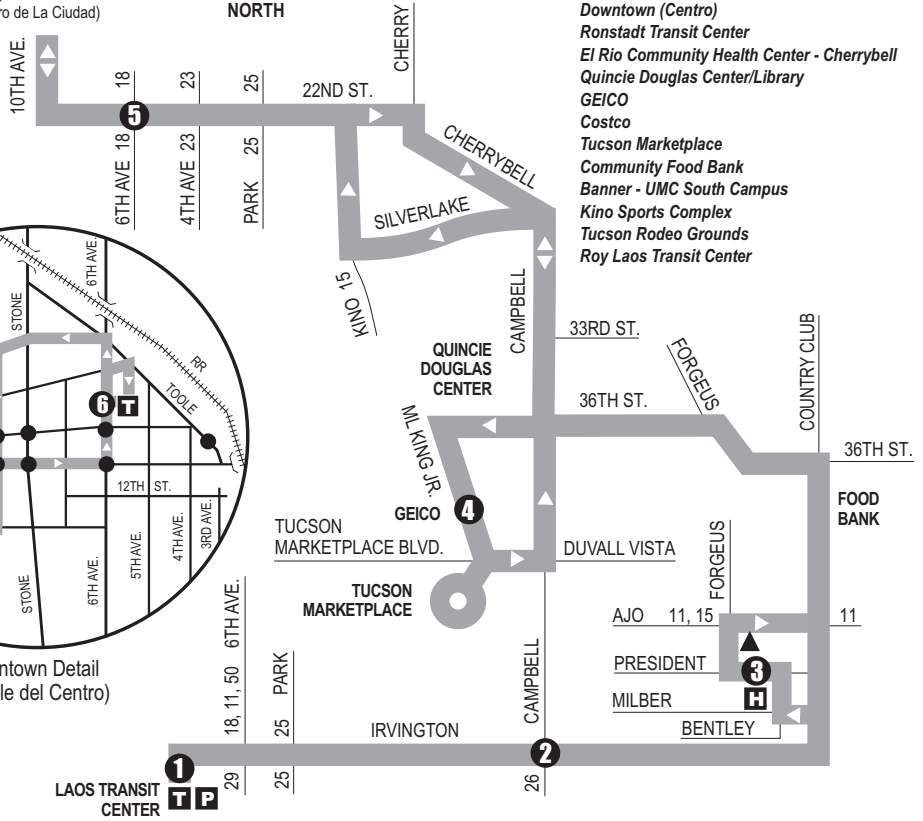 ro de La Ciudad)
NORTH
10TH AVE.
18
23
25
22ND ST.
CHERRY
5
6TH AVE 18
4TH AVE 23
PARK 25
CHERRYBELL
SILVERLAKE
KINO 15
Downtown (Centro)
Ronstadt Transit Center
El Rio Community Health Center - Cherrybell
Quincie Douglas Center/Library
GEICO
Costco
Tucson Marketplace
Community Food Bank
Banner - UMC South Campus
Kino Sports Complex
Tucson Rodeo Grounds
Roy Laos Transit Center
CAMPBELL
33RD ST.
QUINCIE
DOUGLAS
CENTER
36TH ST.
FORGEUS
COUNTRY CLUB
36TH ST.
FOOD
BANK
ML KING JR.
GEICO
4
TUCSON
MARKETPLACE BLVD.
DUVALL VISTA
TUCSON
MARKETPLACE
FORGEUS
AJO 11, 15
11
PRESIDENT
3
H
MILBER
BENTLEY
CAMPBELL
IRVINGTON
2
26
18, 11, 50 6TH AVE.
29
25 PARK
25
1
LAOS TRANSIT
CENTER
T P
STONE
6TH AVE.
RR
TOOLE
6 T
12TH ST.
STONE
6TH AVE.
5TH AVE.
4TH AVE.
3RD AVE.
ntown Detail
le del Centro)